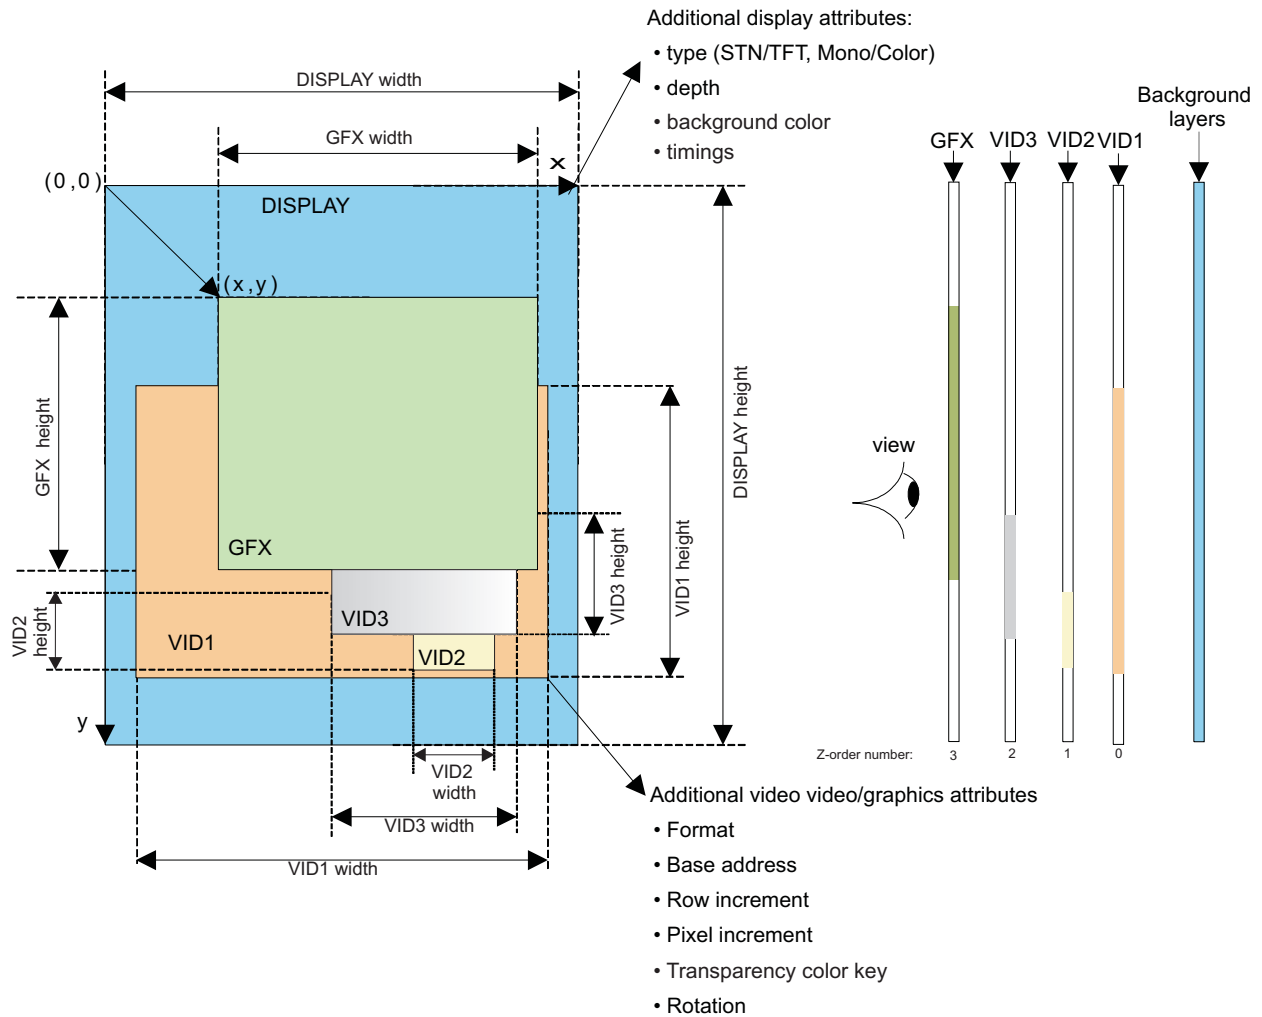 Additional display attributes:
• type (STN/TFT, Mono/Color)
• depth
• background color
• timings
DISPLAY width
GFX width
x
(0,0)
DISPLAY
(x,y)
GFX height
GFX
VID1
VID3
VID2
VID2 height
VID3 height
VID1 height
DISPLAY height
y
VID2
width
VID3 width
VID1 width
Background
layers
GFX
VID3
VID2
VID1
view
Z-order number:
3
2
1
0
Additional video video/graphics attributes
• Format
• Base address
• Row increment
• Pixel increment
• Transparency color key
• Rotation